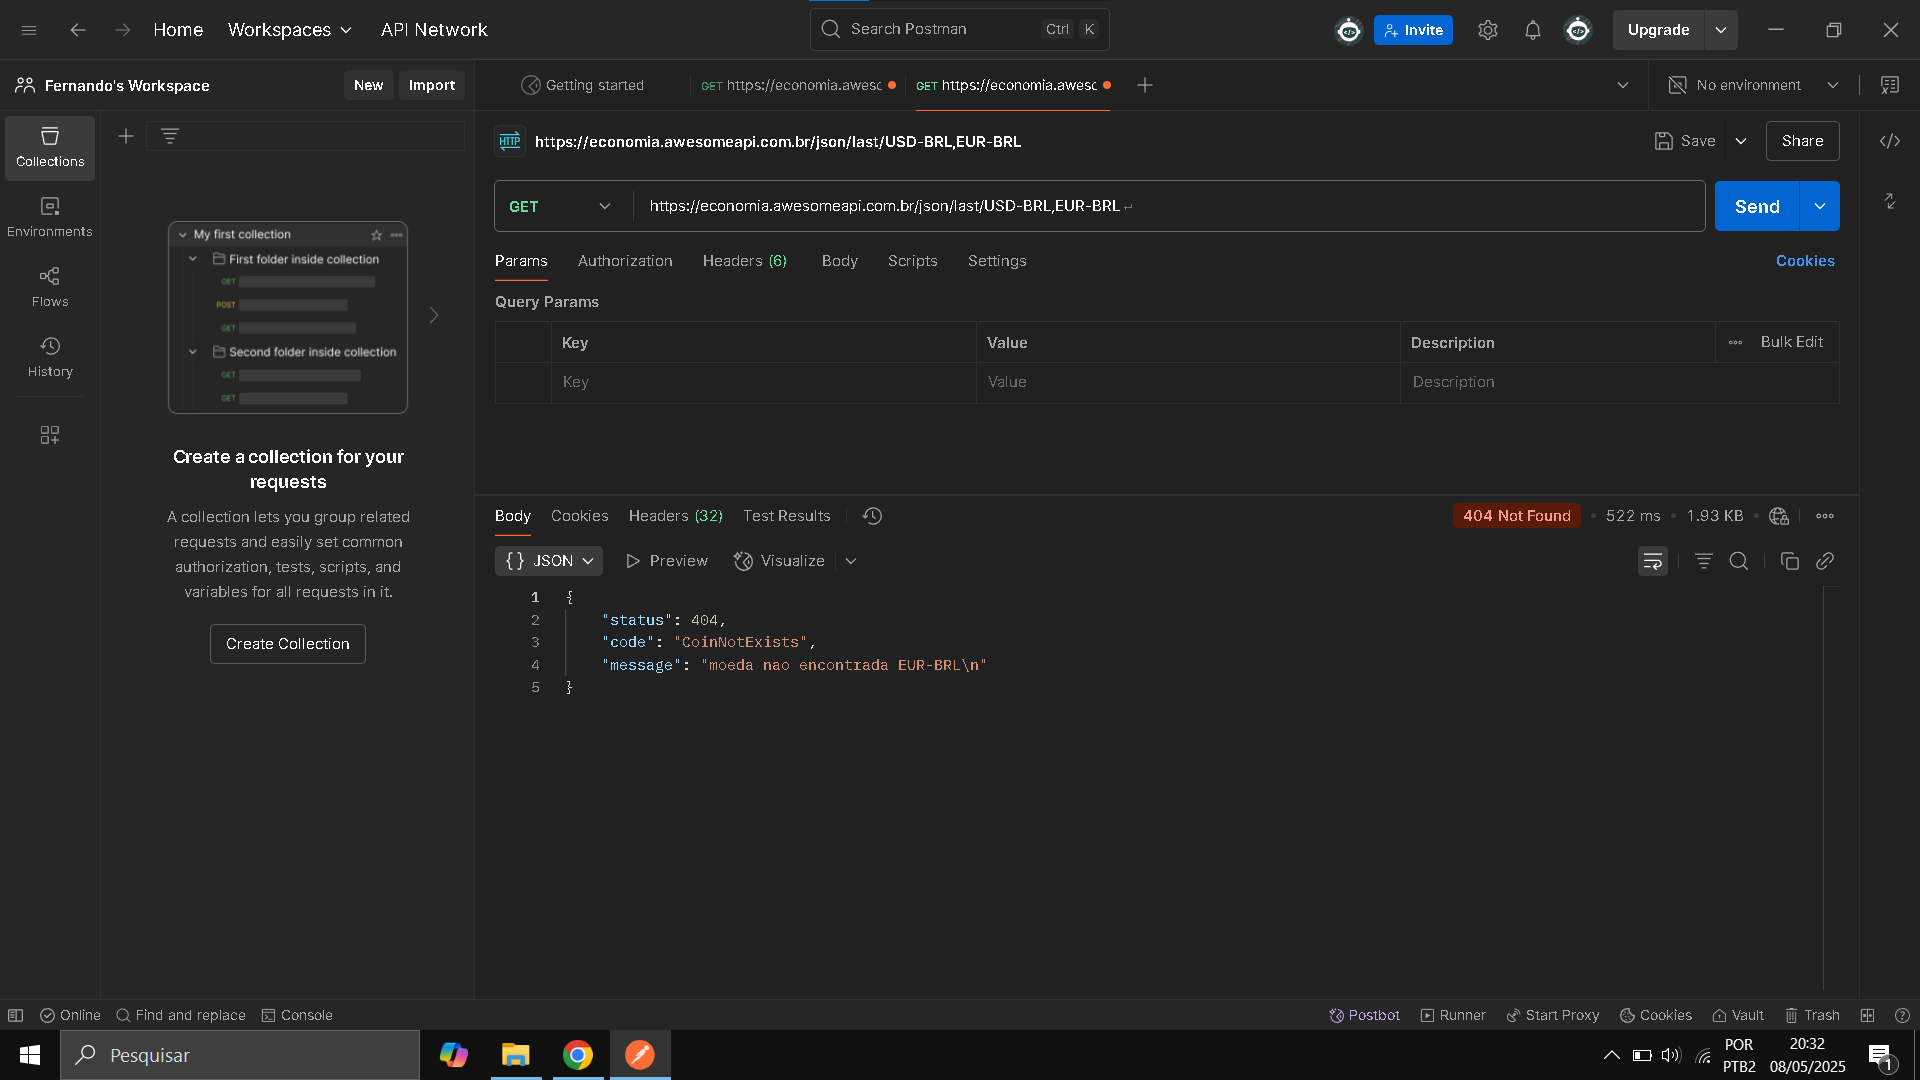 Home Workspaces API Network Search Postman Ctrl K Invite Upgrade
Fernando's Workspace New Import
Getting started GET https://economia.awesc GET https://economia.awesc No environment
Collections
Environments
Flows
History
My first collection
First folder inside collection
GET
POST
GET
Second folder inside collection
GET
GET
Create a collection for your
requests
A collection lets you group related
requests and easily set common
authorization, tests, scripts, and
variables for all requests in it.
Create Collection
HTTP https://economia.awesomeapi.com.br/json/last/USD-BRL,EUR-BRL Save Share
GET https://economia.awesomeapi.com.br/json/last/USD-BRL,EUR-BRL↵ Send
Params Authorization Headers (6) Body Scripts Settings Cookies
Query Params
Key Value Description Bulk Edit
Key Value Description
Body Cookies Headers (32) Test Results 404 Not Found • 522 ms • 1.93 KB
{} JSON Preview Visualize
1 {
2 "status": 404,
3 "code": "CoinNotExists",
4 "message": "moeda nao encontrada EUR-BRL\n"
5 }
Online Find and replace Console Postbot Runner Start Proxy Cookies Vault Trash
Pesquisar
POR
PTB2
20:32
08/05/2025
1